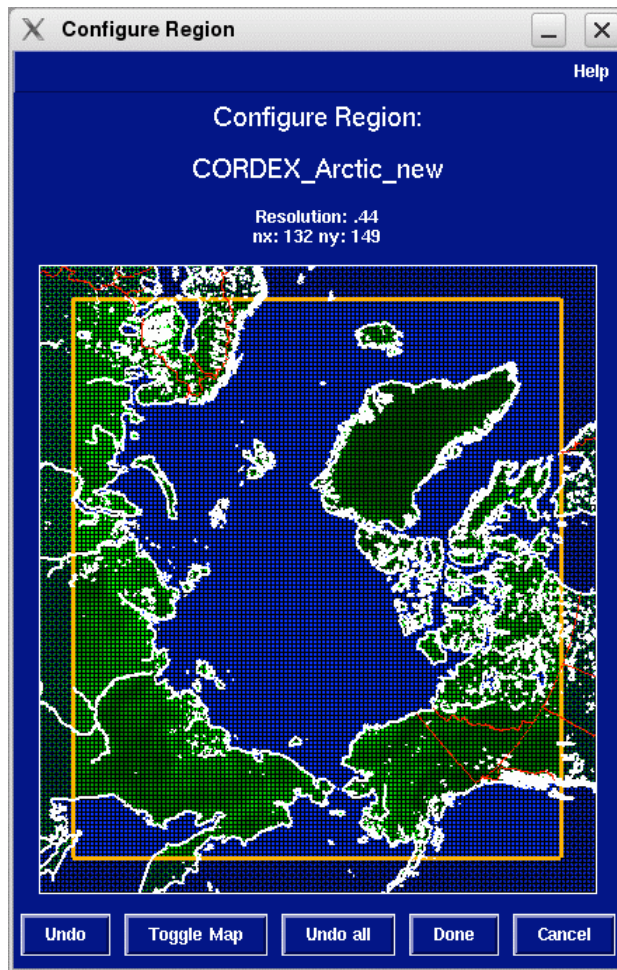 Configure Region
Help
Configure Region:
CORDEX_Arctic_new
Resolution: .44
nx: 132 ny: 149
Undo
Toggle Map
Undo all
Done
Cancel